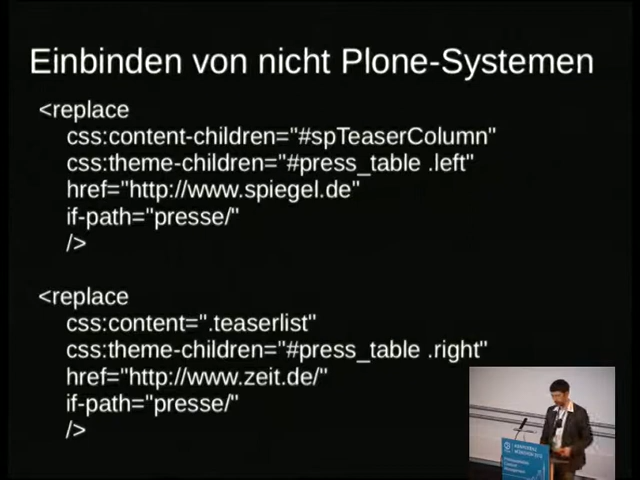 Einbinden von nicht Plone-Systemen
<replace
css:content-children="#spTeaserColumn"
css:theme-children="#press_table .left"
href="http://www.spiegel.de"
if-path="presse/"
/>
<replace
css:content=".teaserlist"
css:theme-children="#press_table .right"
href="http://www.zeit.de/"
if-path="presse/"
/>